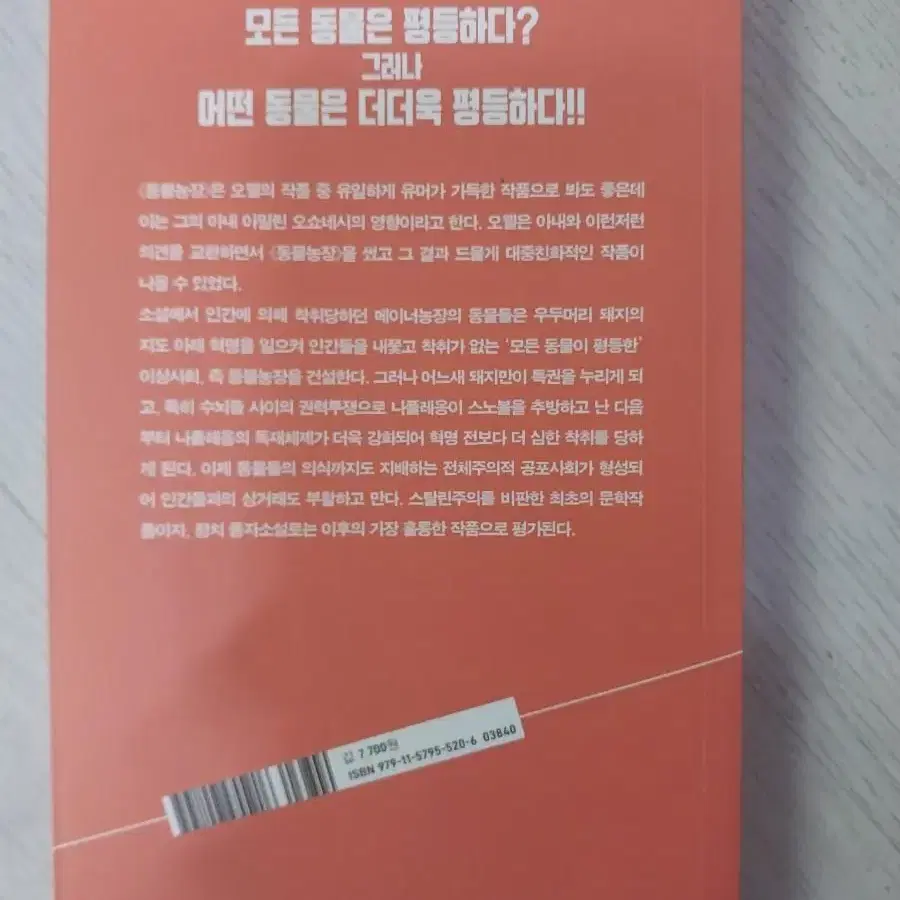 모든 동물은 평등하다?
그러나
어떤 동물은 더더욱 평등하다!!
《동물농장》은 오웰의 작품 중 유일하게 유머가 가득한 작품으로 봐도 좋은데
이는 그의 아내 아일린 오쇼네시의 영향이라고 한다. 오웰은 아내와 이런저런
의견을 교환하면서 《동물농장》을 썼고 그 결과 드물게 대중친화적인 작품이
나올 수 있었다.
소설에서 인간에 의해 착취당하던 메이너농장의 동물들은 우두머리 돼지의
지도 아래 혁명을 일으켜 인간들을 내쫓고 착취가 없는 ‘모든 동물이 평등한’
이상사회, 즉 동물농장을 건설한다. 그러나 어느새 돼지만이 특권을 누리게 되
고, 특히 수뇌들 사이의 권력투쟁으로 나폴레옹이 스노볼을 추방하고 난 다음
부터 나폴레옹의 독재체제가 더욱 강화되어 혁명 전보다 더 심한 착취를 당하
게 된다. 이제 동물들의 의식까지도 지배하는 전체주의적 공포사회가 형성되
어 인간들과의 상거래도 부활하고 만다. 스탈린주의를 비판한 최초의 문학작
품이자, 정치 풍자소설로는 이후의 가장 훌륭한 작품으로 평가된다.
값 7 700원
ISBN 979-11-5795-520-6 03840